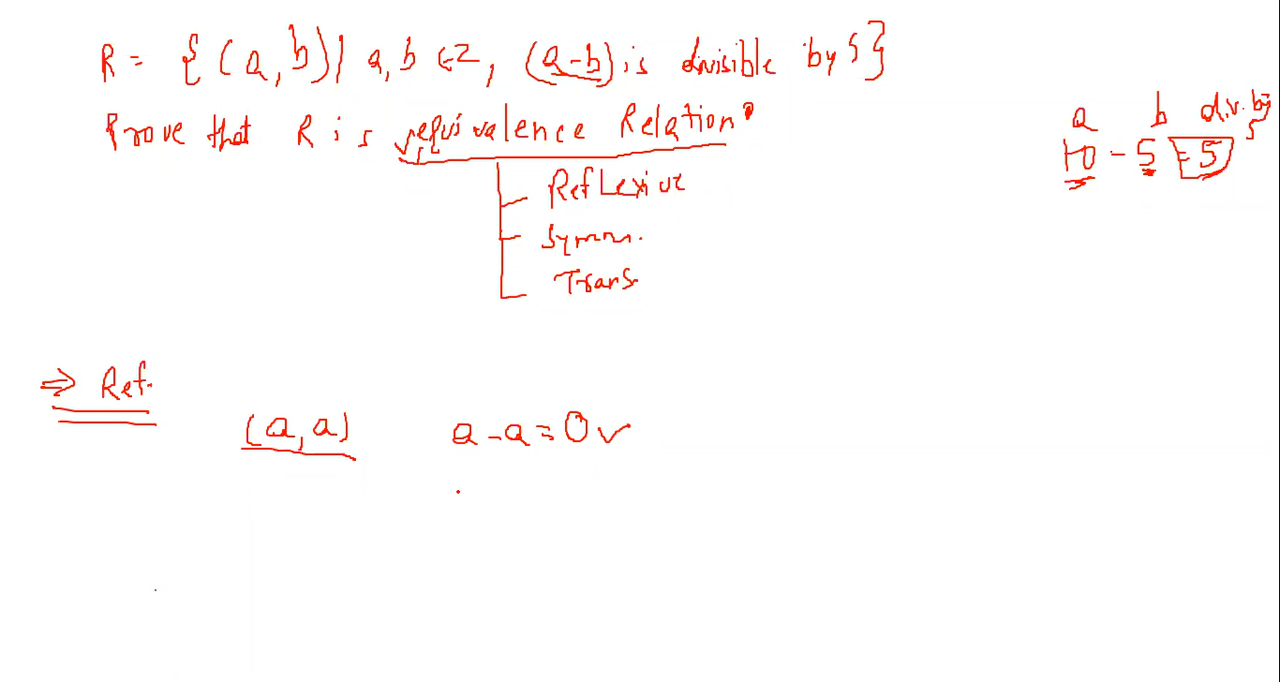 R = { (a, b) | a, b ∈ Z, (a-b) is divisible by 5 }
Prove that R is equivalence Relation.
a b div. by 5
10 - 5 = 5
Reflexive
Symm.
Trans.
⇒ Ref.
(a, a) a - a = 0 ✓